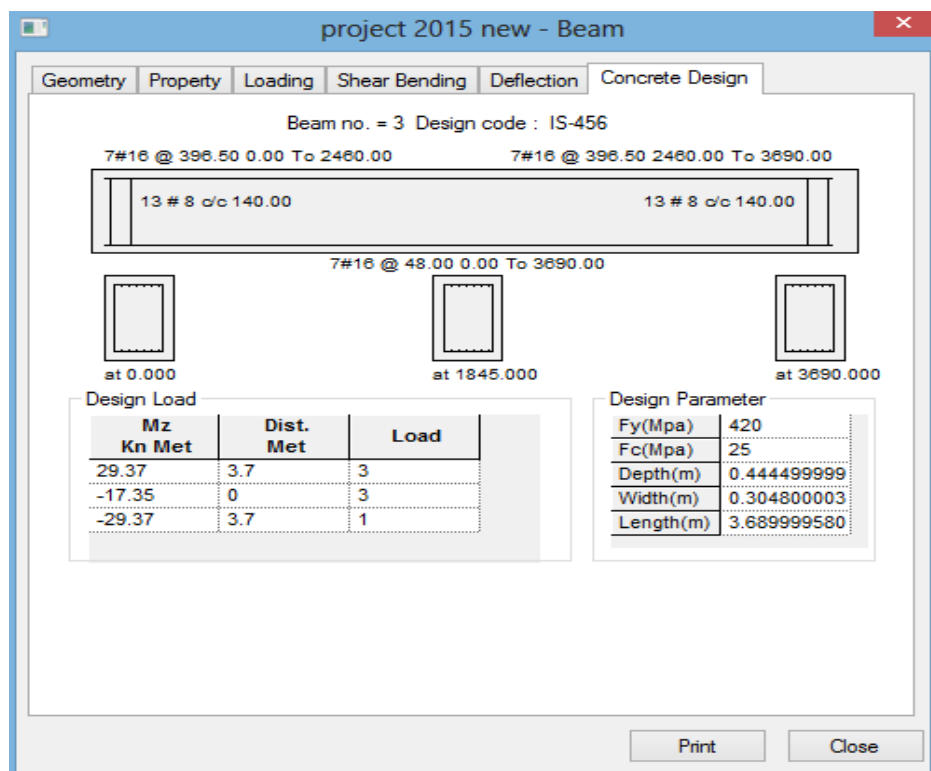 project 2015 new - Beam
Geometry Property Loading Shear Bending Deflection Concrete Design
Beam no. = 3 Design code : IS-456
7#16 @ 396.50 0.00 To 2460.00 7#16 @ 396.50 2460.00 To 3690.00
13 # 8 c/c 140.00 13 # 8 c/c 140.00
7#16 @ 48.00 0.00 To 3690.00
at 0.000 at 1845.000 at 3690.000
Design Load
Mz Dist. Load
Kn Met Met
29.37 3.7 3
-17.35 0 3
-29.37 3.7 1
Design Parameter
Fy(Mpa) 420
Fc(Mpa) 25
Depth(m) 0.444499999
Width(m) 0.304800003
Length(m) 3.689999580
Print Close